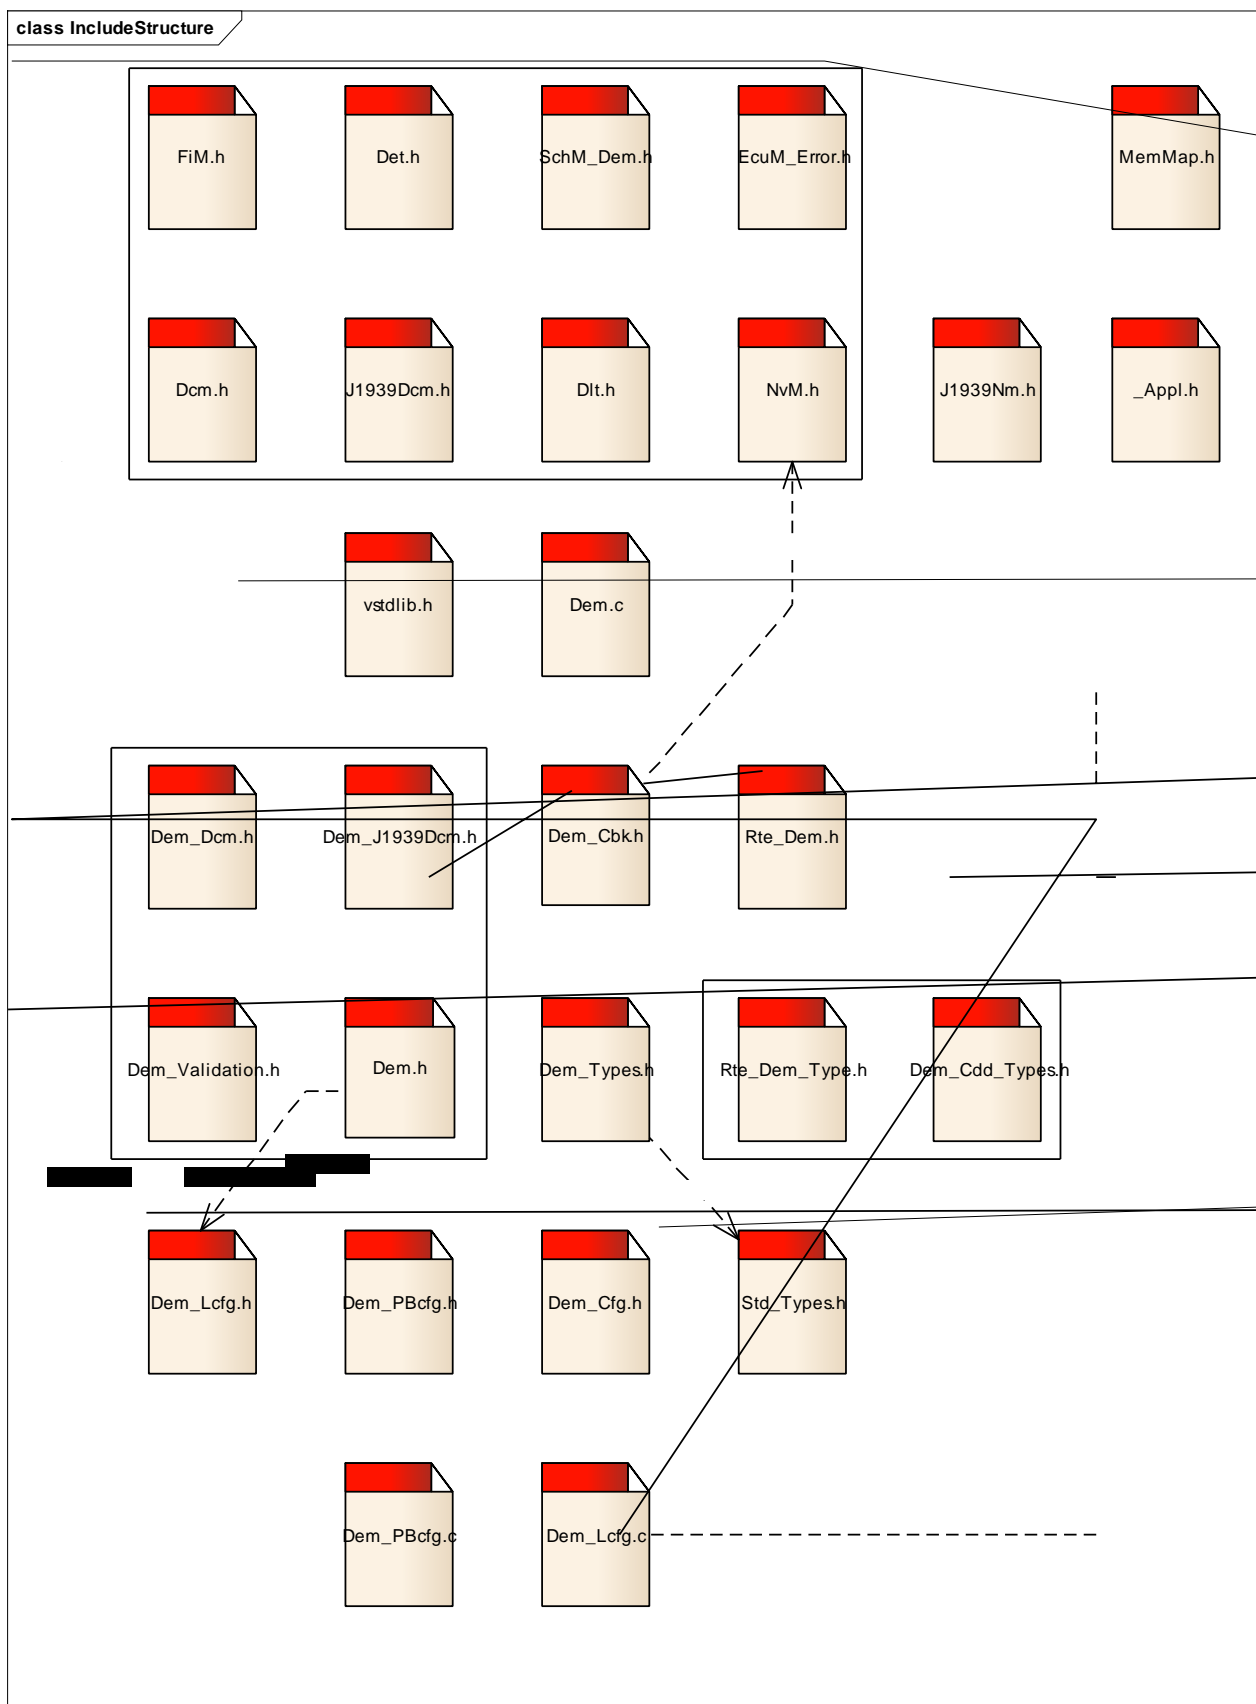 class IncludeStructure
FiM.h Det.h SchM_Dem.h EcuM_Error.h MemMap.h
Dcm.h J1939Dcm.h Dlt.h NvM.h J1939Nm.h _Appl.h
vstdlib.h Dem.c
Dem_Dcm.h Dem_J1939Dcm.h Dem_Cbk.h Rte_Dem.h
Dem_Validation.h Dem.h Dem_Types.h Rte_Dem_Type.h Dem_Cdd_Types.h
Dem_Lcfg.h Dem_PBcfg.h Dem_Cfg.h Std_Types.h
Dem_PBcfg.c Dem_Lcfg.c